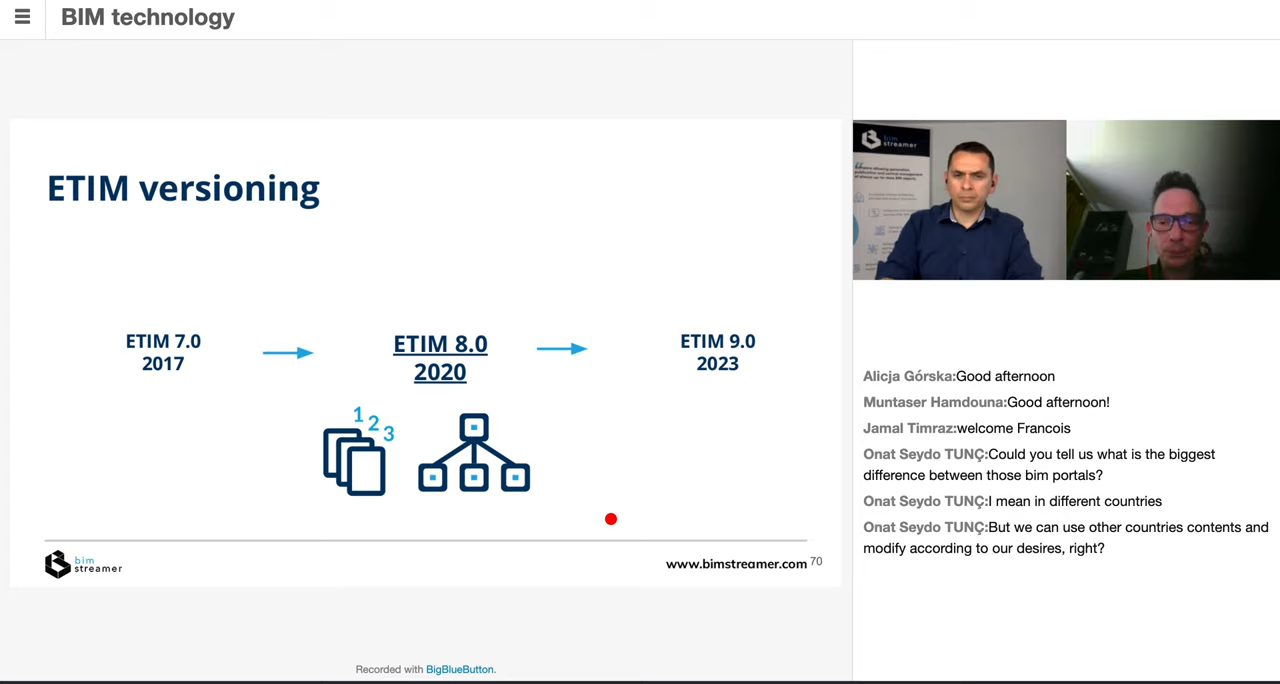 BIM technology
ETIM versioning
ETIM 7.0
2017
ETIM 8.0
2020
ETIM 9.0
2023
1
2
3
bim
streamer
www.bimstreamer.com 70
Recorded with BigBlueButton.
bim
streamer
Alicja Górska:Good afternoon
Muntaser Hamdouna:Good afternoon!
Jamal Timraz:welcome Francois
Onat Seydo TUNÇ:Could you tell us what is the biggest
difference between those bim portals?
Onat Seydo TUNÇ:I mean in different countries
Onat Seydo TUNÇ:But we can use other countries contents and
modify according to our desires, right?